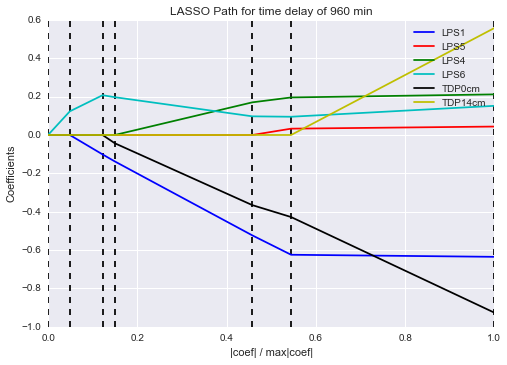 LASSO Path for time delay of 960 min
0.6
0.4
0.2
0.0
−0.2
−0.4
−0.6
−0.8
−1.0
Coefficients
LPS1
LPS5
LPS4
LPS6
TDP0cm
TDP14cm
0.0 0.2 0.4 0.6 0.8 1.0
|coef| / max|coef|